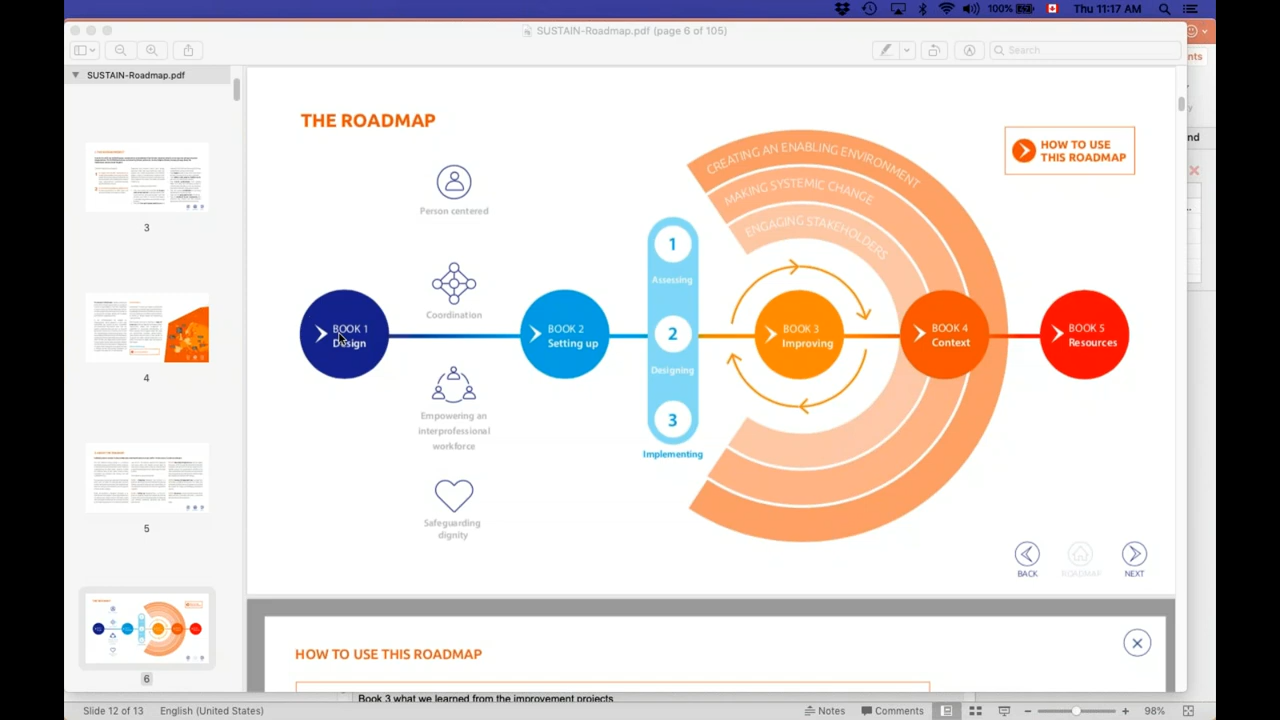 100%
Thu 11:17 AM
SUSTAIN-Roadmap.pdf (page 6 of 105)
Search
SUSTAIN-Roadmap.pdf
nts
nd
3
4
5
6
THE ROADMAP
HOW TO USE
THIS ROADMAP
Person centered
Coordination
Empowering an
interprofessional
workforce
Safeguarding
dignity
BOOK 1
Design
BOOK 2
Setting up
1
Assessing
2
Designing
3
Implementing
CREATING AN ENABLING ENVIRONMENT
MAKING SYSTEMIC CHANGE
ENGAGING STAKEHOLDERS
BOOK 3
Improving
BOOK 4
Context
BOOK 5
Resources
BACK
ROADMAP
NEXT
HOW TO USE THIS ROADMAP
Book 3 what we learned from the improvement projects
Slide 12 of 13
English (United States)
Notes
Comments
98%